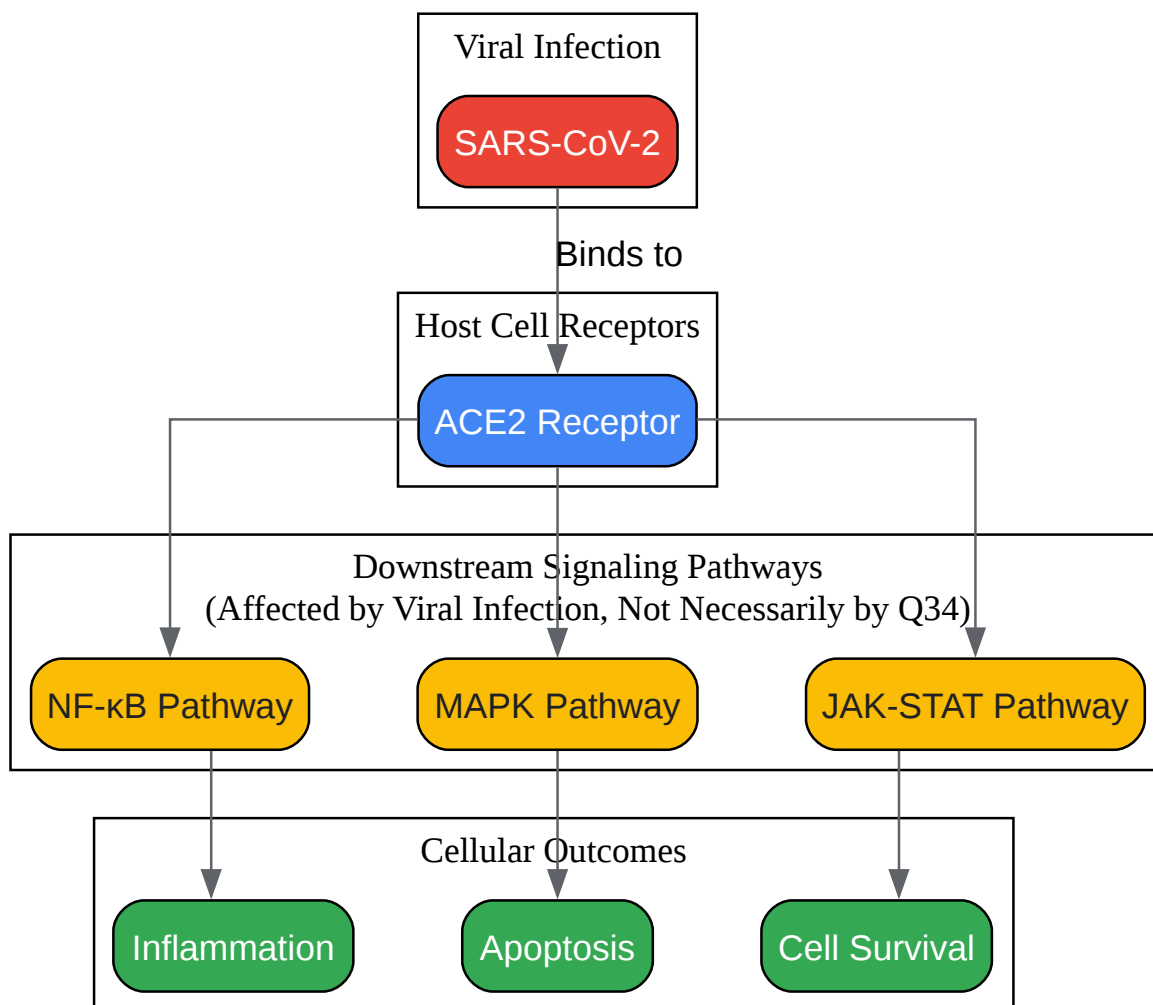 Viral Infection
SARS-CoV-2
Binds to
Host Cell Receptors
ACE2 Receptor
Downstream Signaling Pathways
(Affected by Viral Infection, Not Necessarily by Q34)
NF-κB Pathway
MAPK Pathway
JAK-STAT Pathway
Cellular Outcomes
Inflammation
Apoptosis
Cell Survival